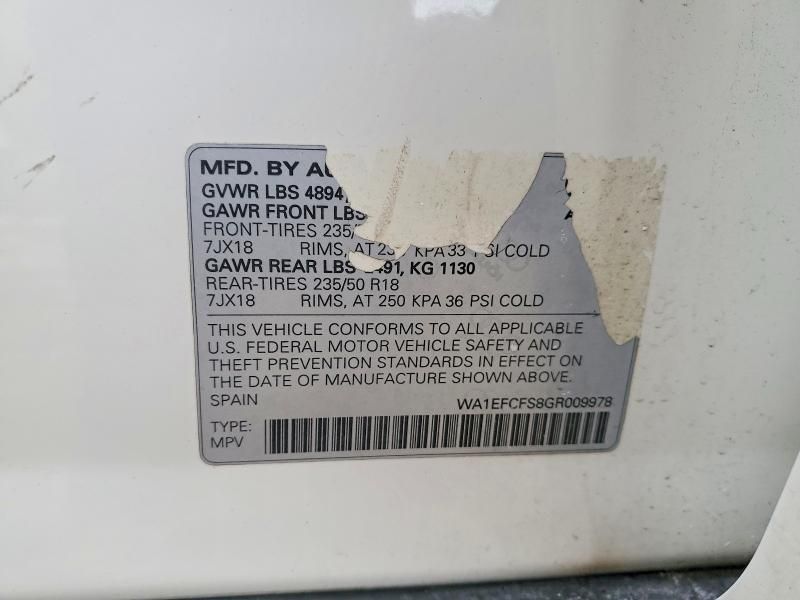 MFD. BY AU
GVWR LBS 4894,
GAWR FRONT LBS
FRONT-TIRES 235/
7JX18 RIMS, AT 23 KPA 33 PSI COLD
GAWR REAR LBS 2491, KG 1130
REAR-TIRES 235/50 R18
7JX18 RIMS, AT 250 KPA 36 PSI COLD
THIS VEHICLE CONFORMS TO ALL APPLICABLE
U.S. FEDERAL MOTOR VEHICLE SAFETY AND
THEFT PREVENTION STANDARDS IN EFFECT ON
THE DATE OF MANUFACTURE SHOWN ABOVE.
SPAIN WA1EFCFS8GR009978
TYPE:
MPV